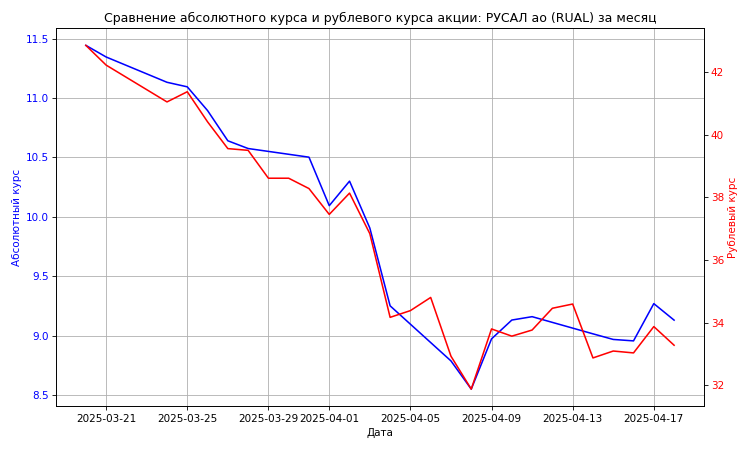 Сравнение абсолютного курса и рублевого курса акции: РУСАЛ ао (RUAL) за месяц
11.5
11.0
10.5
10.0
9.5
9.0
8.5
Абсолютный курс
42
40
38
36
34
32
Рублевый курс
2025-03-21 2025-03-25 2025-03-29 2025-04-01 2025-04-05 2025-04-09 2025-04-13 2025-04-17
Дата